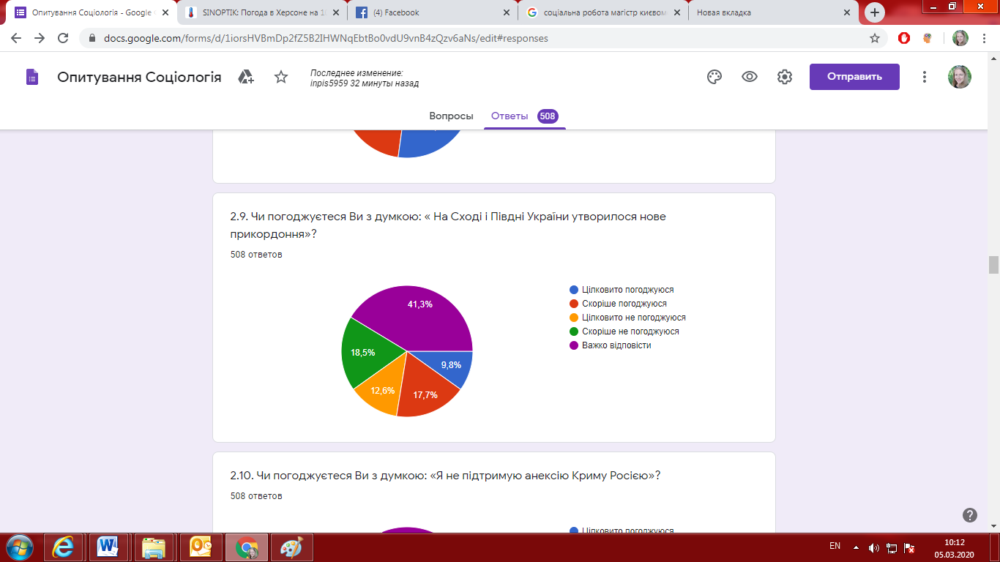 Опитування Соціологія - Google
SINOPTIK: Погода в Херсоне на 1
(4) Facebook
соціальна робота магістр києвом
Новая вкладка
docs.google.com/forms/d/1iorsHVBmDp2fZ5B2IHWNqEbtBo0vdU9vnB4zQzv6aNs/edit#responses
Опитування Соціологія
Последнее изменение:
inpis5959 32 минуты назад
Отправить
Вопросы
Ответы 508
2.9. Чи погоджуєтеся Ви з думкою: « На Сході і Півдні України утворилося нове
прикордоння»?
508 ответов
41,3%
18,5%
12,6%
17,7%
9,8%
Цілковито погоджуюся
Скоріше погоджуюся
Цілковито не погоджуюся
Скоріше не погоджуюся
Важко відповісти
2.10. Чи погоджуєтеся Ви з думкою: «Я не підтримую анексію Криму Росією»?
508 ответов
Цілковито погоджуюся
EN
10:12
05.03.2020